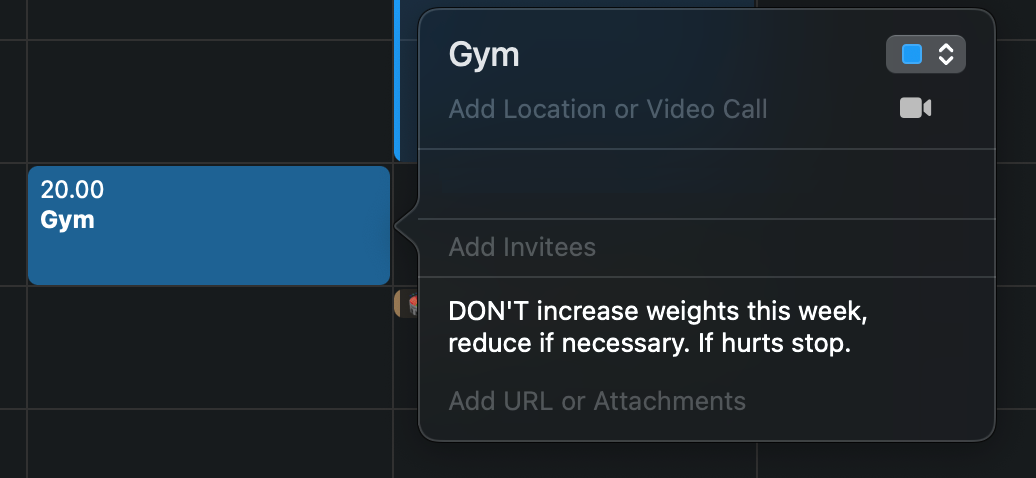 20.00
Gym
Gym
Add Location or Video Call
Add Invitees
DON'T increase weights this week,
reduce if necessary. If hurts stop.
Add URL or Attachments